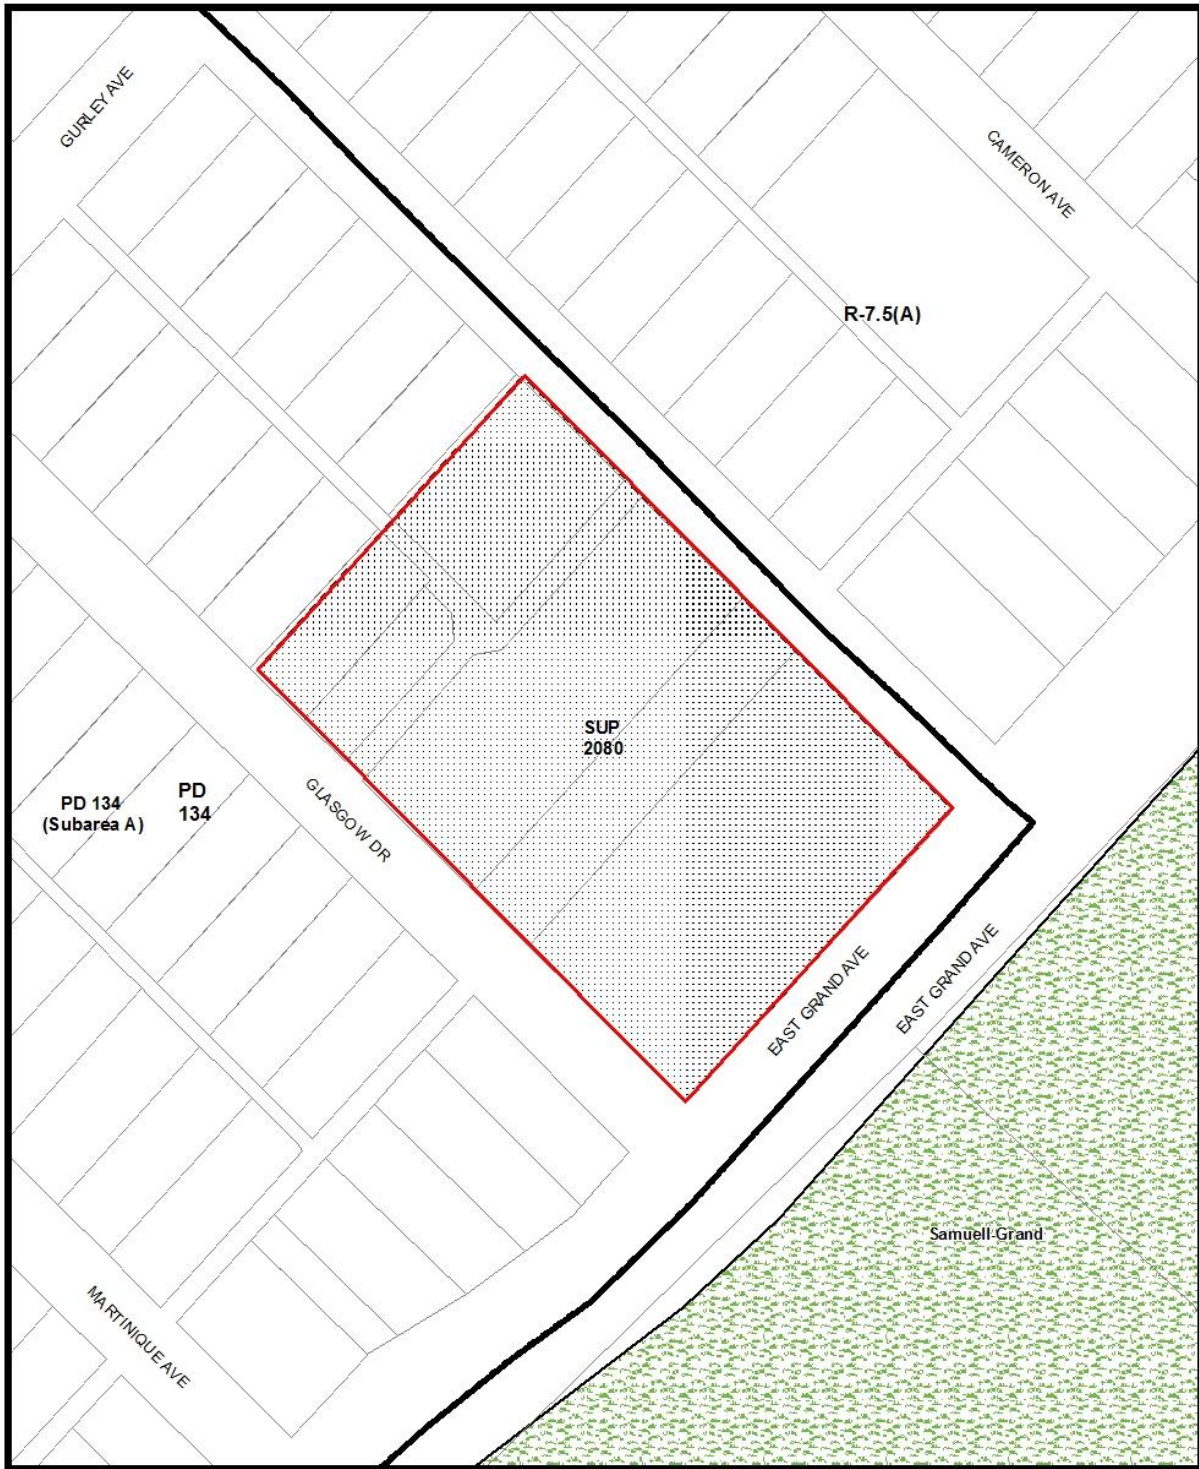 GURLEY AVE
CAMERON AVE
R-7.5(A)
SUP
2080
PD 134
(Subarea A)
PD
134
GLASGOW DR
EAST GRAND AVE
EAST GRAND AVE
Samuell-Grand
MARTINIQUE AVE